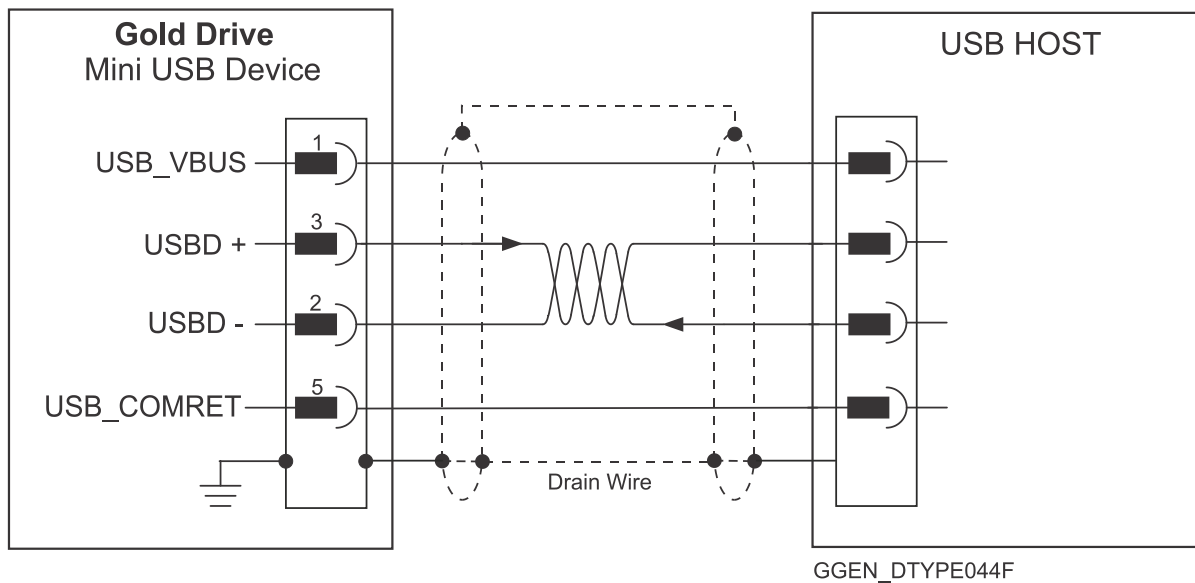 Gold Drive
Mini USB Device
USB HOST
USB_VBUS
1
USBD +
3
USBD -
2
USB_COMRET
5
Drain Wire
GGEN_DTYPE044F